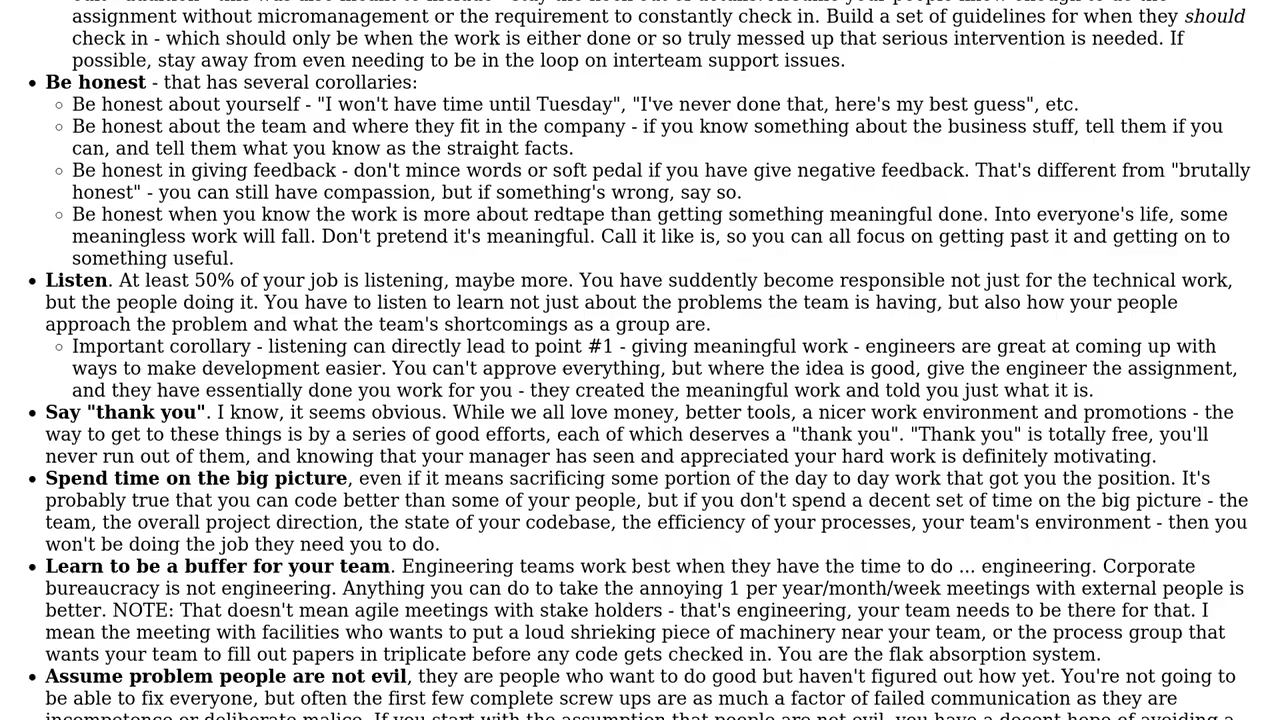 assignment without micromanagement or the requirement to constantly check in. Build a set of guidelines for when they should
check in - which should only be when the work is either done or so truly messed up that serious intervention is needed. If
possible, stay away from even needing to be in the loop on interteam support issues.
• Be honest - that has several corollaries:
◦ Be honest about yourself - "I won't have time until Tuesday", "I've never done that, here's my best guess", etc.
◦ Be honest about the team and where they fit in the company - if you know something about the business stuff, tell them if you
can, and tell them what you know as the straight facts.
◦ Be honest in giving feedback - don't mince words or soft pedal if you have give negative feedback. That's different from "brutally
honest" - you can still have compassion, but if something's wrong, say so.
◦ Be honest when you know the work is more about redtape than getting something meaningful done. Into everyone's life, some
meaningless work will fall. Don't pretend it's meaningful. Call it like is, so you can all focus on getting past it and getting on to
something useful.
• Listen. At least 50% of your job is listening, maybe more. You have suddently become responsible not just for the technical work,
but the people doing it. You have to listen to learn not just about the problems the team is having, but also how your people
approach the problem and what the team's shortcomings as a group are.
◦ Important corollary - listening can directly lead to point #1 - giving meaningful work - engineers are great at coming up with
ways to make development easier. You can't approve everything, but where the idea is good, give the engineer the assignment,
and they have essentially done you work for you - they created the meaningful work and told you just what it is.
• Say "thank you". I know, it seems obvious. While we all love money, better tools, a nicer work environment and promotions - the
way to get to these things is by a series of good efforts, each of which deserves a "thank you". "Thank you" is totally free, you'll
never run out of them, and knowing that your manager has seen and appreciated your hard work is definitely motivating.
• Spend time on the big picture, even if it means sacrificing some portion of the day to day work that got you the position. It's
probably true that you can code better than some of your people, but if you don't spend a decent set of time on the big picture - the
team, the overall project direction, the state of your codebase, the efficiency of your processes, your team's environment - then you
won't be doing the job they need you to do.
• Learn to be a buffer for your team. Engineering teams work best when they have the time to do ... engineering. Corporate
bureaucracy is not engineering. Anything you can do to take the annoying 1 per year/month/week meetings with external people is
better. NOTE: That doesn't mean agile meetings with stake holders - that's engineering, your team needs to be there for that. I
mean the meeting with facilities who wants to put a loud shrieking piece of machinery near your team, or the process group that
wants your team to fill out papers in triplicate before any code gets checked in. You are the flak absorption system.
• Assume problem people are not evil, they are people who want to do good but haven't figured out how yet. You're not going to
be able to fix everyone, but often the first few complete screw ups are as much a factor of failed communication as they are
incompetence or deliberate malice. If you start with the assumption that people are not evil, you have a decent hope of avoiding a